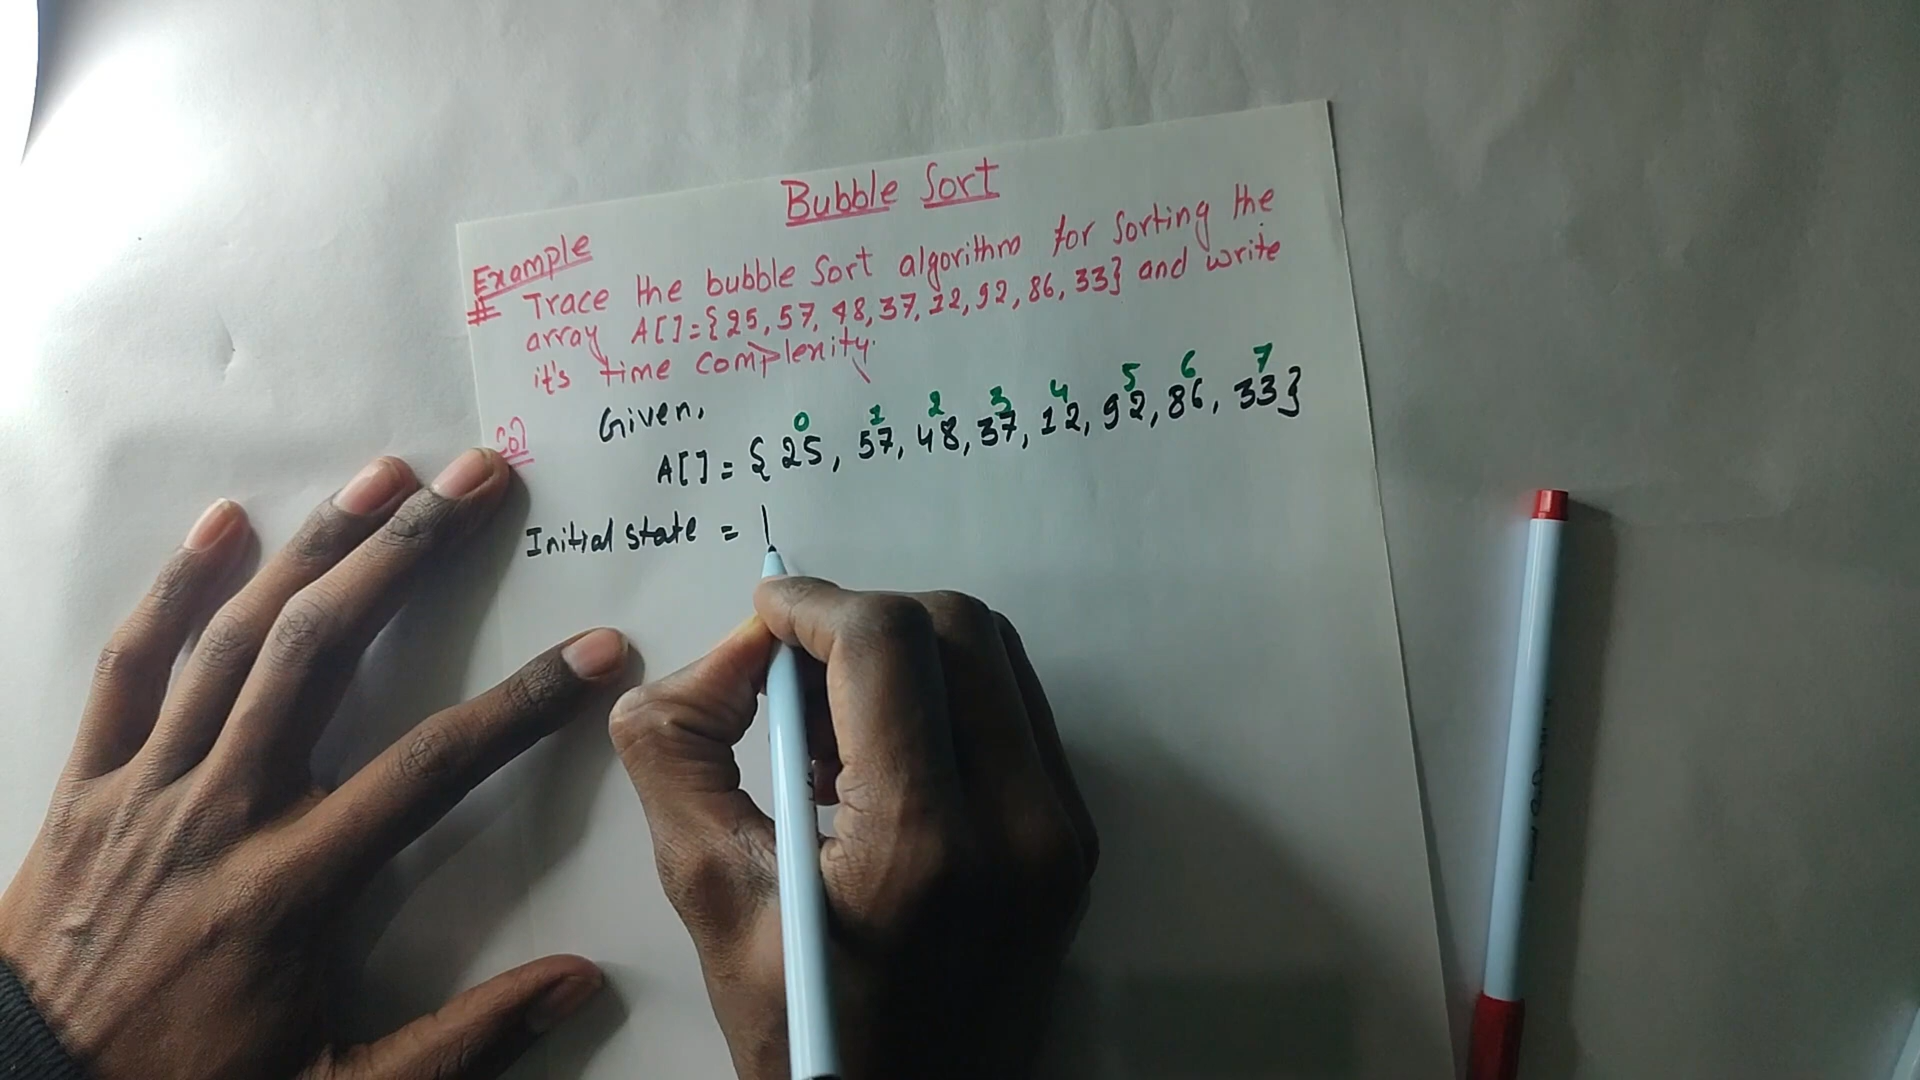 Bubble Sort
Example
# Trace the bubble Sort algorithm for Sorting the
array A[]={25, 57, 48, 37, 12, 92, 86, 33} and write
it's time complexity.
Sol
Given,
0 1 2 3 4 5 6 7
A[] = { 25, 57, 48, 37, 12, 92, 86, 33}
Initial state =